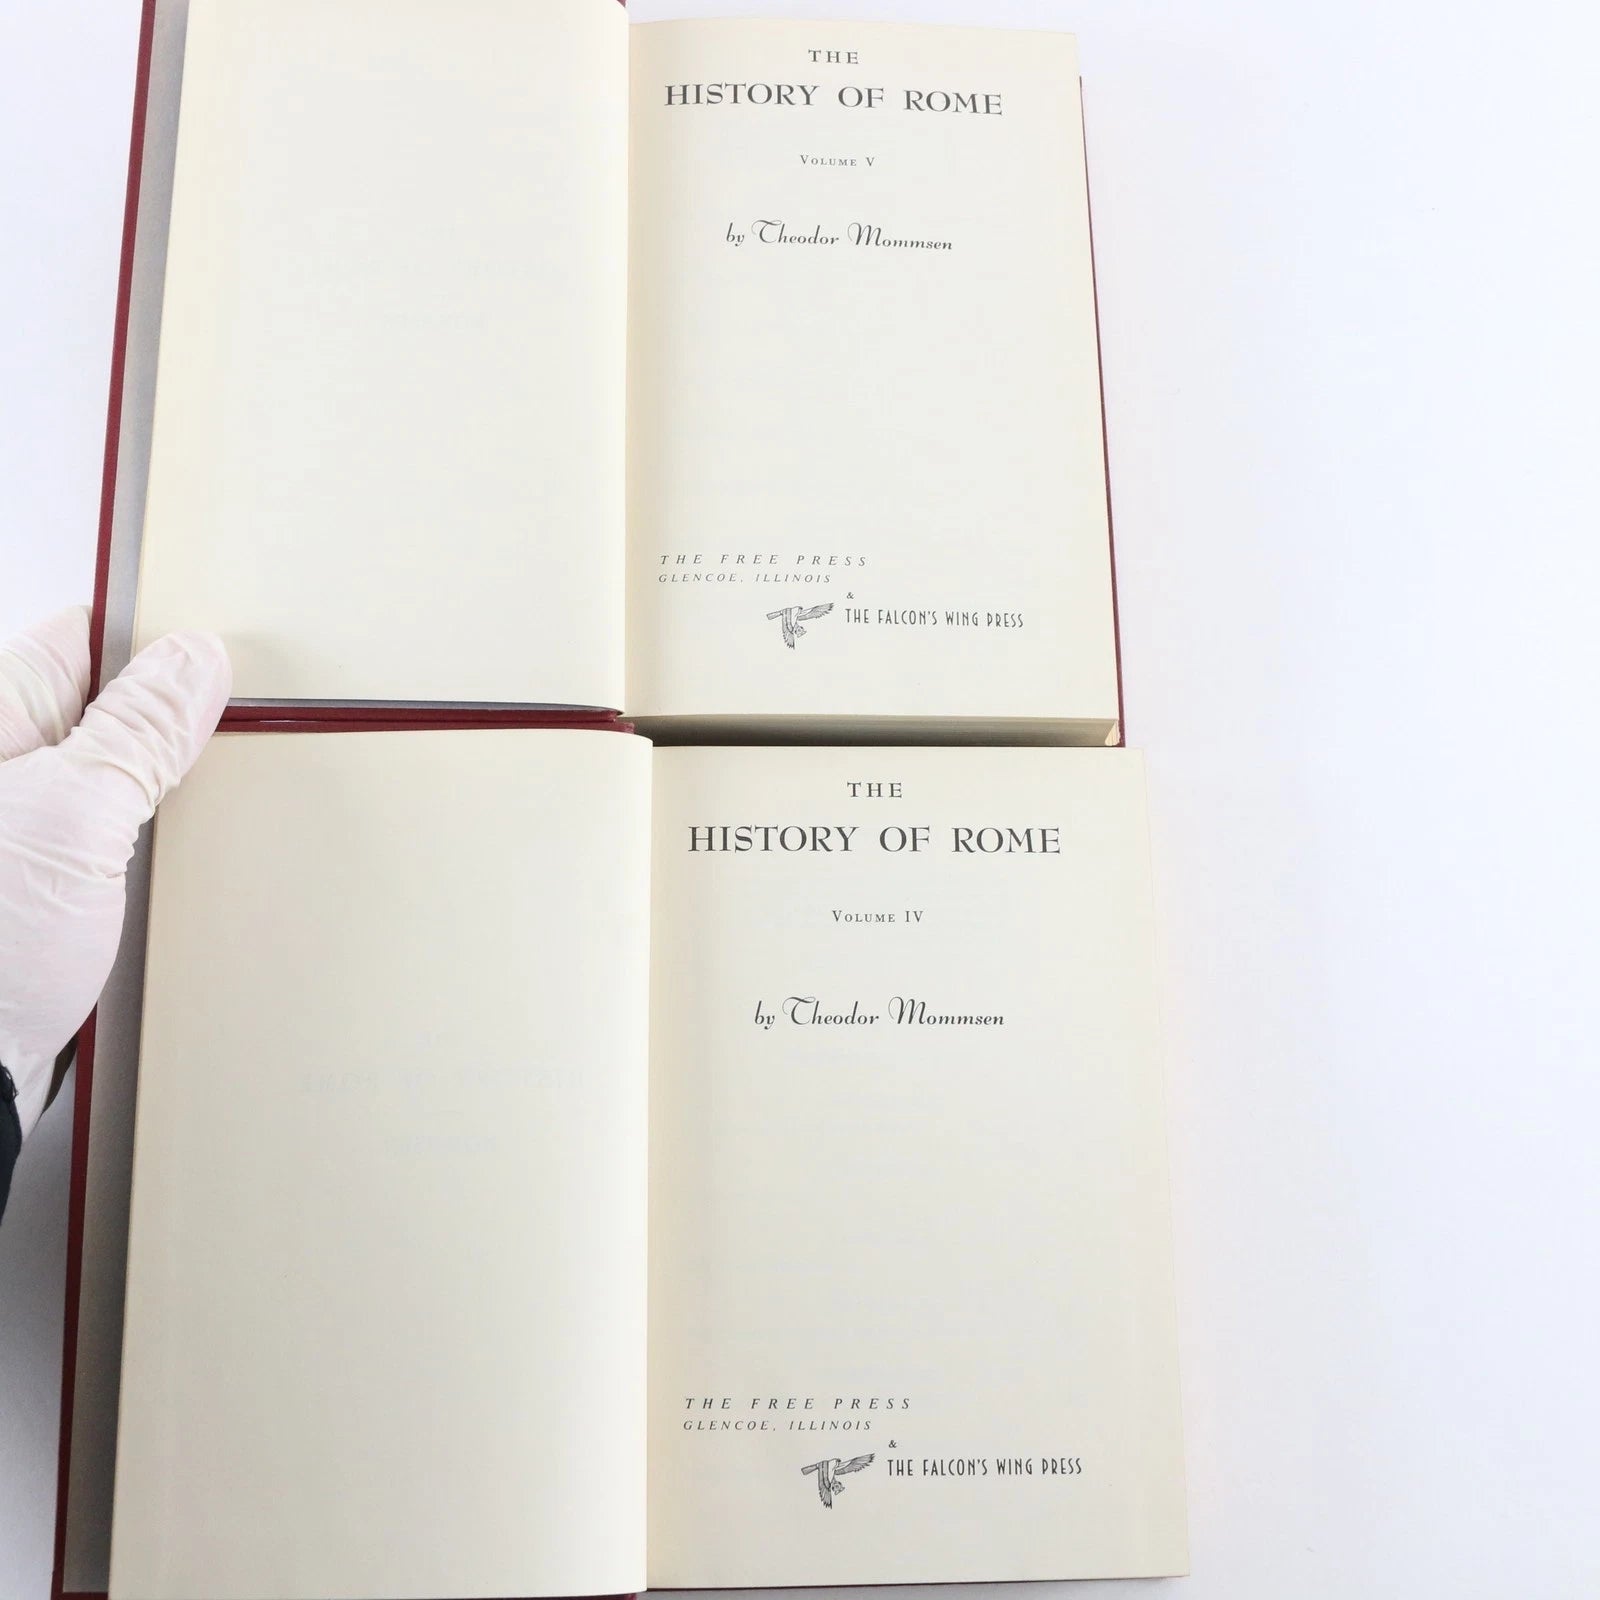 THE
HISTORY OF ROME
VOLUME V
by Theodor Mommsen
THE FREE PRESS
GLENCOE, ILLINOIS
&
THE FALCON'S WING PRESS
THE
HISTORY OF ROME
VOLUME IV
by Theodor Mommsen
THE FREE PRESS
GLENCOE, ILLINOIS
&
THE FALCON'S WING PRESS